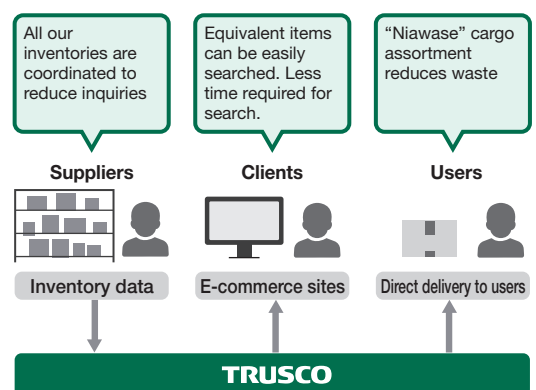 All our
inventories are
coordinated to
reduce inquiries
Equivalent items
can be easily
searched. Less
time required for
search.
“Niawase” cargo
assortment
reduces waste
Suppliers
Clients
Users
Inventory data
E-commerce sites
Direct delivery to users
TRUSCO